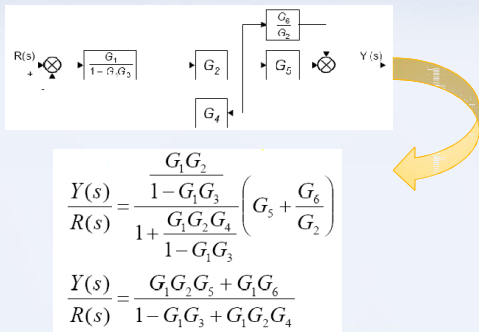 G6
G2
R(s)
+
-
G1
1 - G1G3
G2
G5
Y(s)
G4
Y(s)/R(s) = (G1G2/(1-G1G3))/(1+G1G2G4/(1-G1G3)) (G5+G6/G2)
Y(s)/R(s) = (G1G2G5+G1G6)/(1-G1G3+G1G2G4)